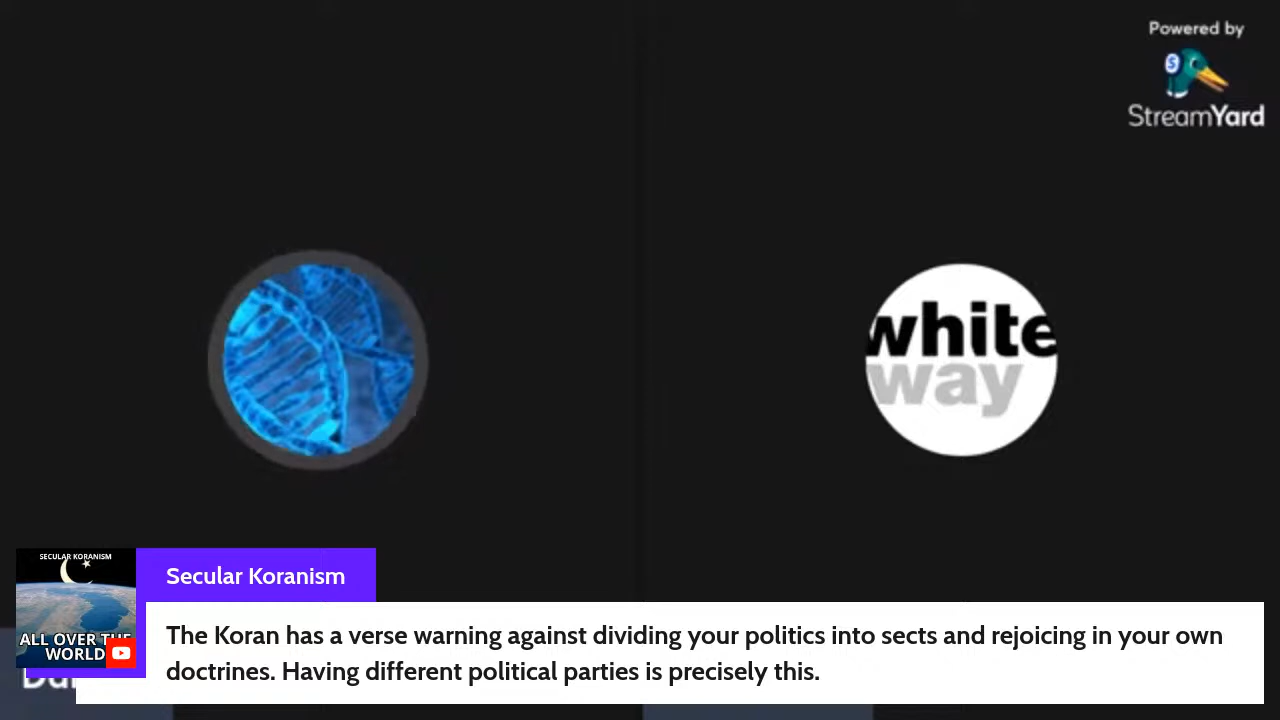 Powered by
StreamYard
white
way
SECULAR KORANISM
ALL OVER THE
WORLD
Secular Koranism
The Koran has a verse warning against dividing your politics into sects and rejoicing in your own
doctrines. Having different political parties is precisely this.